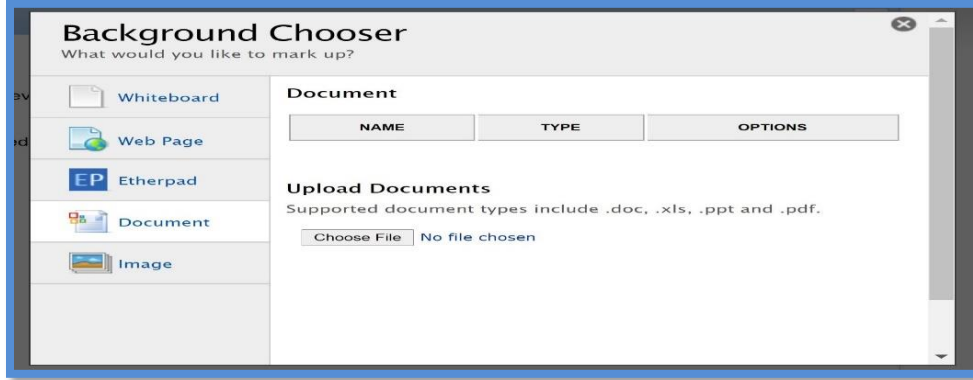 Background Chooser
What would you like to mark up?
Whiteboard
Web Page
EP Etherpad
Document
Image
Document
NAME TYPE OPTIONS
Upload Documents
Supported document types include .doc, .xls, .ppt and .pdf.
Choose File No file chosen